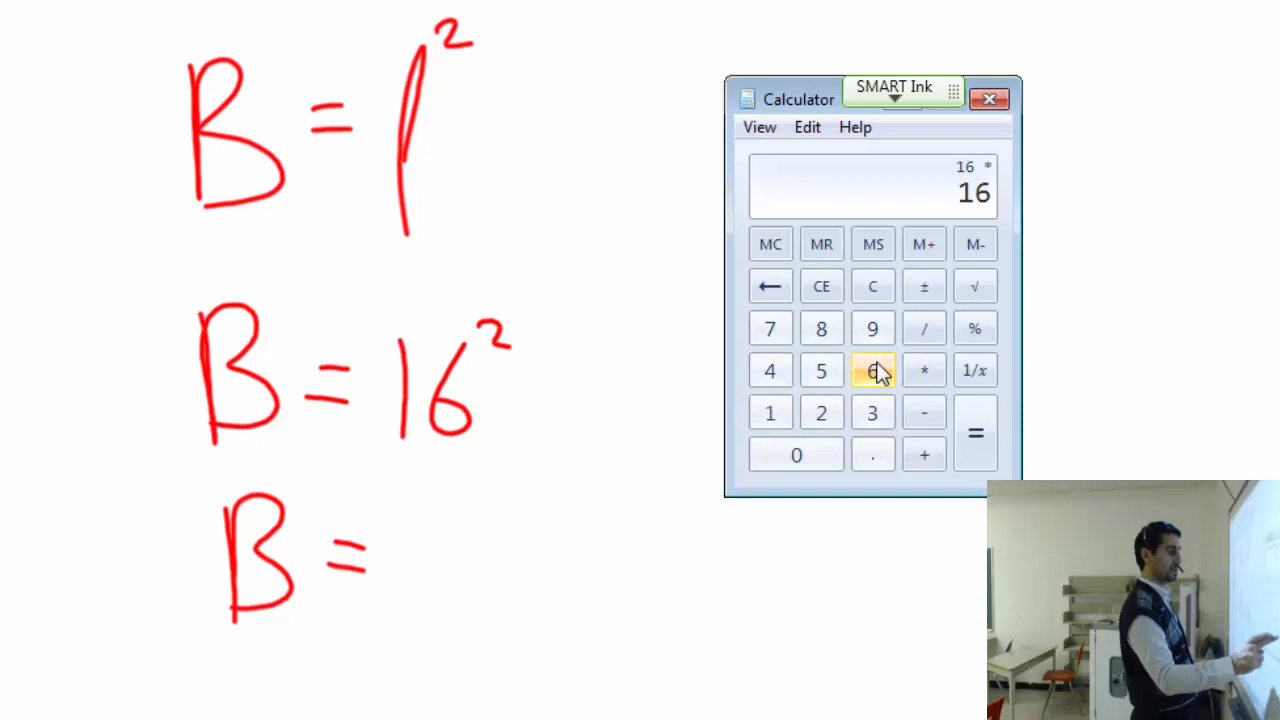 B = l²
B = 16²
B =
SMART Ink
Calculator
View Edit Help
16 *
16
MC MR MS M+ M-
← CE C ± √
7 8 9 / %
4 5 6 * 1/x
1 2 3 - =
0 . +